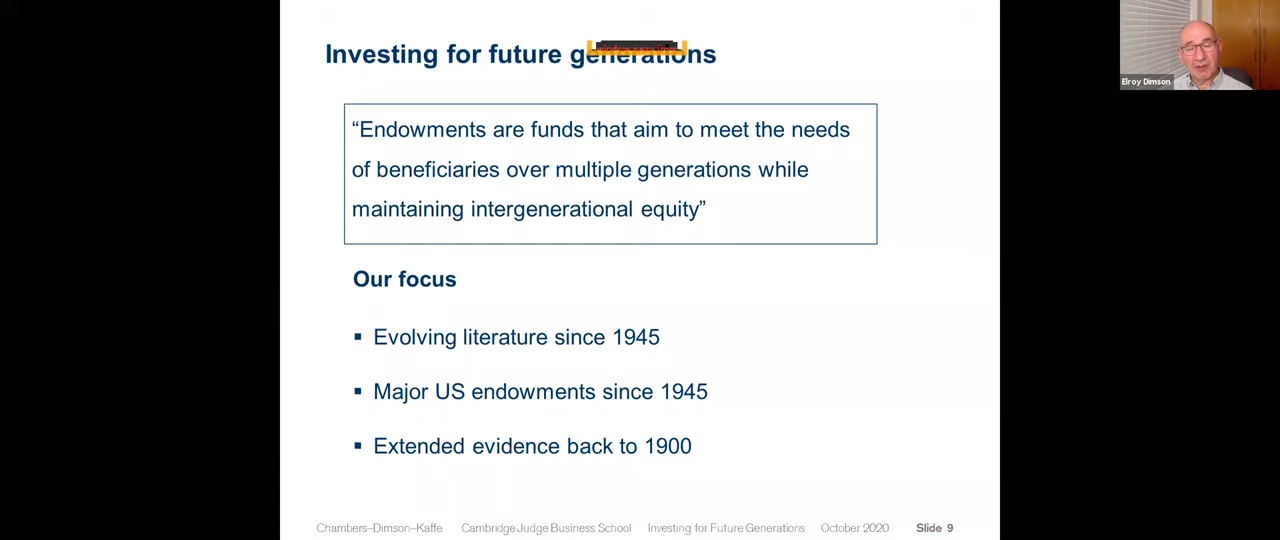 Investing for future generations
“Endowments are funds that aim to meet the needs
of beneficiaries over multiple generations while
maintaining intergenerational equity”
Our focus
▪ Evolving literature since 1945
▪ Major US endowments since 1945
▪ Extended evidence back to 1900
Chambers–Dimson–Kaffe Cambridge Judge Business School Investing for Future Generations October 2020 Slide 9
Elroy Dimson